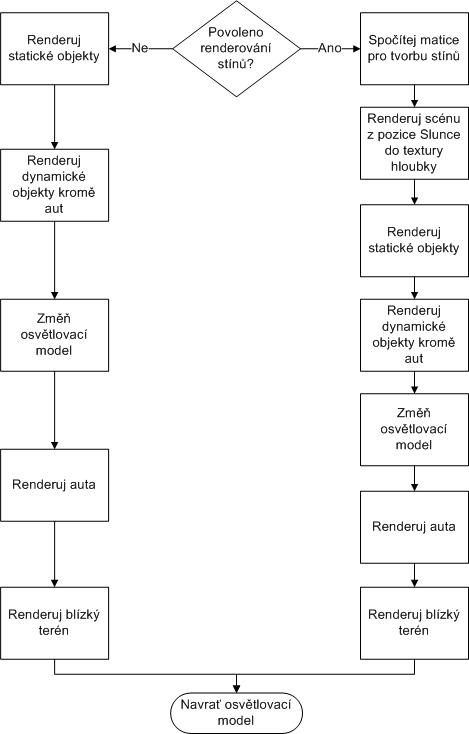 Povoleno
renderování
stínů?
Ne
Ano
Renderuj
statické objekty
Renderuj
dynamické
objekty kromě
aut
Změň
osvětlovací
model
Renderuj auta
Renderuj blízký
terén
Spočítej matice
pro tvorbu stínů
Renderuj scénu
z pozice Slunce
do textury
hloubky
Renderuj
statické objekty
Renderuj
dynamické
objekty kromě
aut
Změň
osvětlovací
model
Renderuj auta
Renderuj blízký
terén
Navrať osvětlovací
model